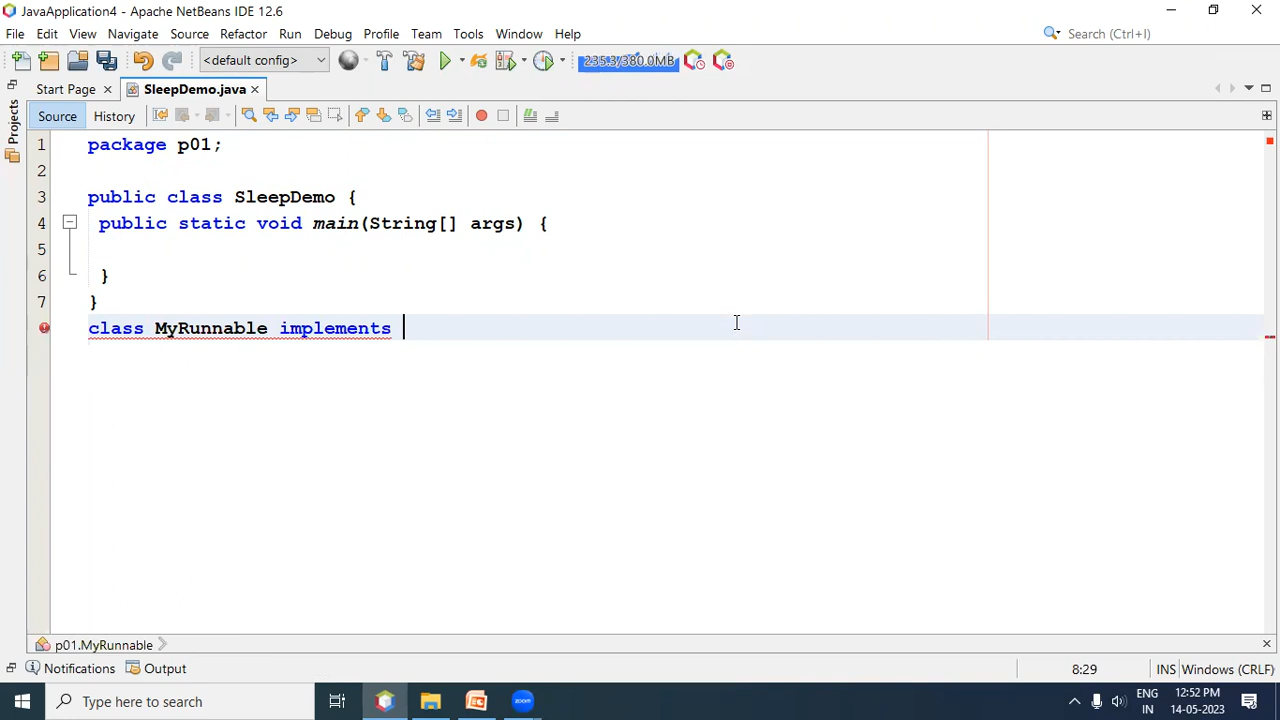 JavaApplication4 - Apache NetBeans IDE 12.6
File Edit View Navigate Source Refactor Run Debug Profile Team Tools Window Help
Search (Ctrl+I)
<default config>
235.3/380.0MB
Start Page
SleepDemo.java
Projects
Source History
1 package p01;
2
3 public class SleepDemo {
4 public static void main(String[] args) {
5
6 }
7 }
class MyRunnable implements
p01.MyRunnable
Notifications Output
8:29
INS Windows (CRLF)
Type here to search
zoom
ENG
IN
12:52 PM
14-05-2023